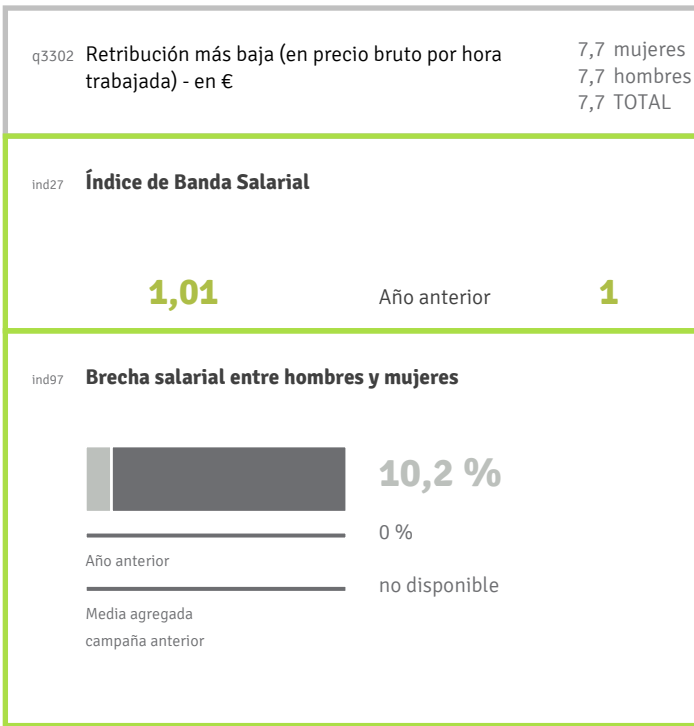 q3302 Retribución más baja (en precio bruto por hora
trabajada) - en €
7,7 mujeres
7,7 hombres
7,7 TOTAL
ind27 Índice de Banda Salarial
1,01 Año anterior 1
ind97 Brecha salarial entre hombres y mujeres
10,2 %
0 %
Año anterior
no disponible
Media agregada
campaña anterior